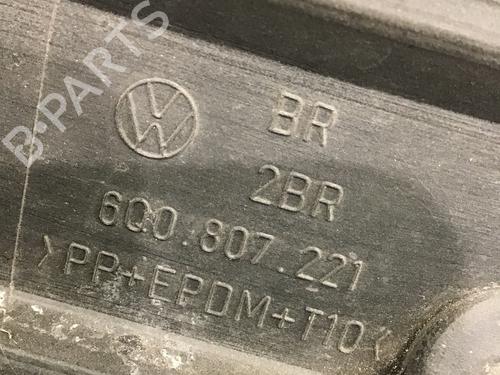 B-PARTS
BR
2BR
6Q0.807.221
>PP+EPDM+T10<